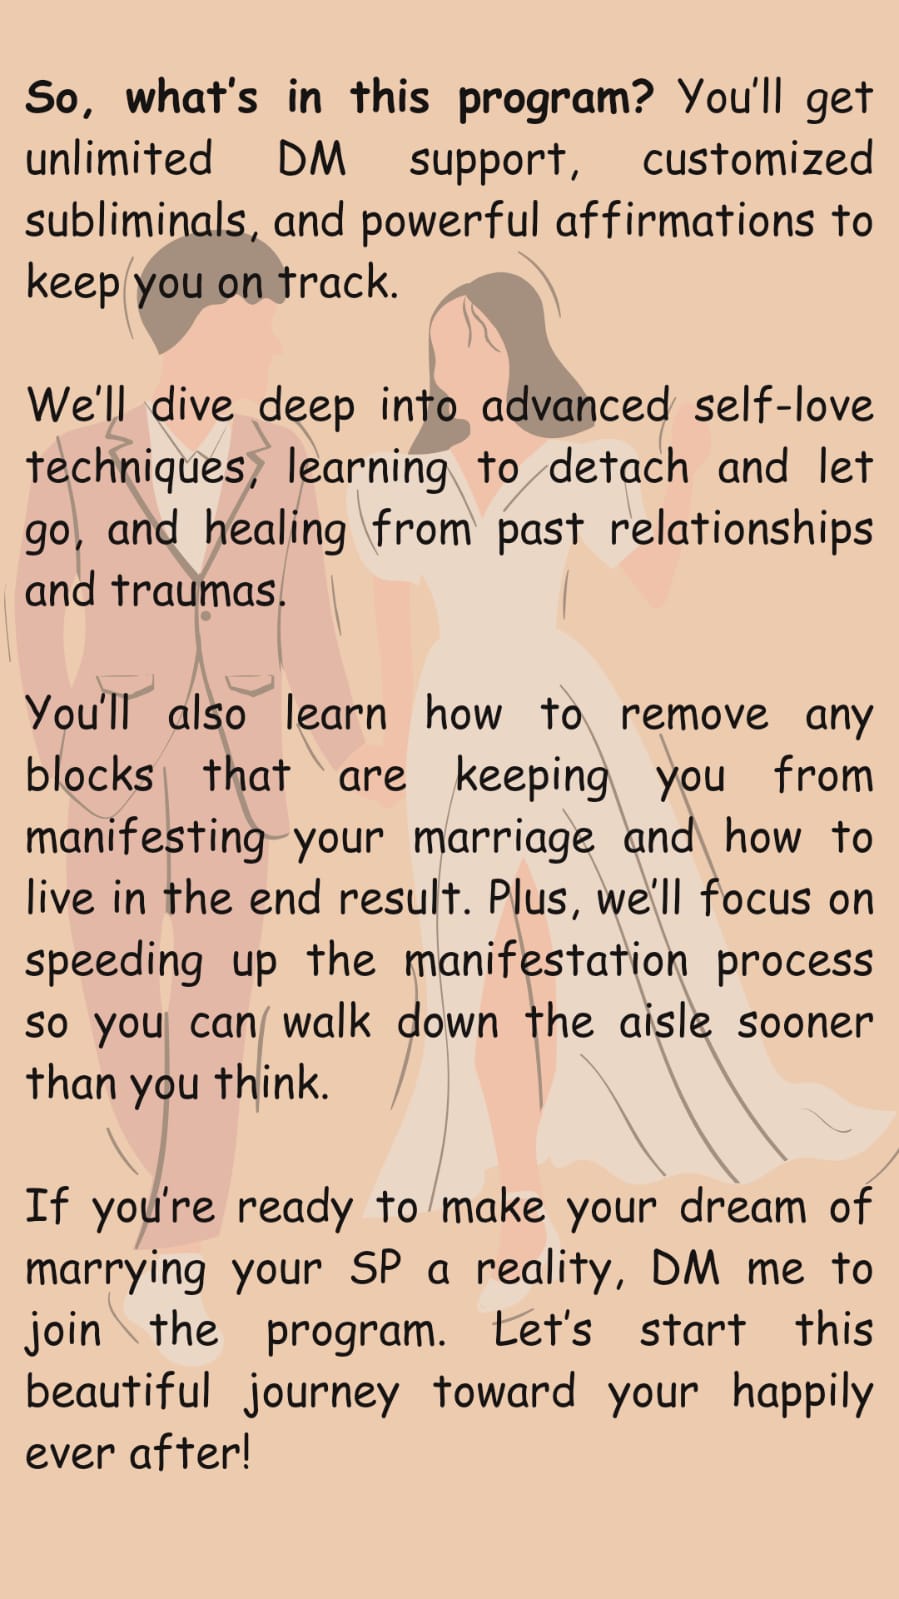 So, what's in this program? You'll get
unlimited DM support, customized
subliminals, and powerful affirmations to
keep you on track.
We'll dive deep into advanced self-love
techniques, learning to detach and let
go, and healing from past relationships
and traumas.
You'll also learn how to remove any
blocks that are keeping you from
manifesting your marriage and how to
live in the end result. Plus, we'll focus on
speeding up the manifestation process
so you can walk down the aisle sooner
than you think.
If you're ready to make your dream of
marrying your SP a reality, DM me to
join the program. Let's start this
beautiful journey toward your happily
ever after!